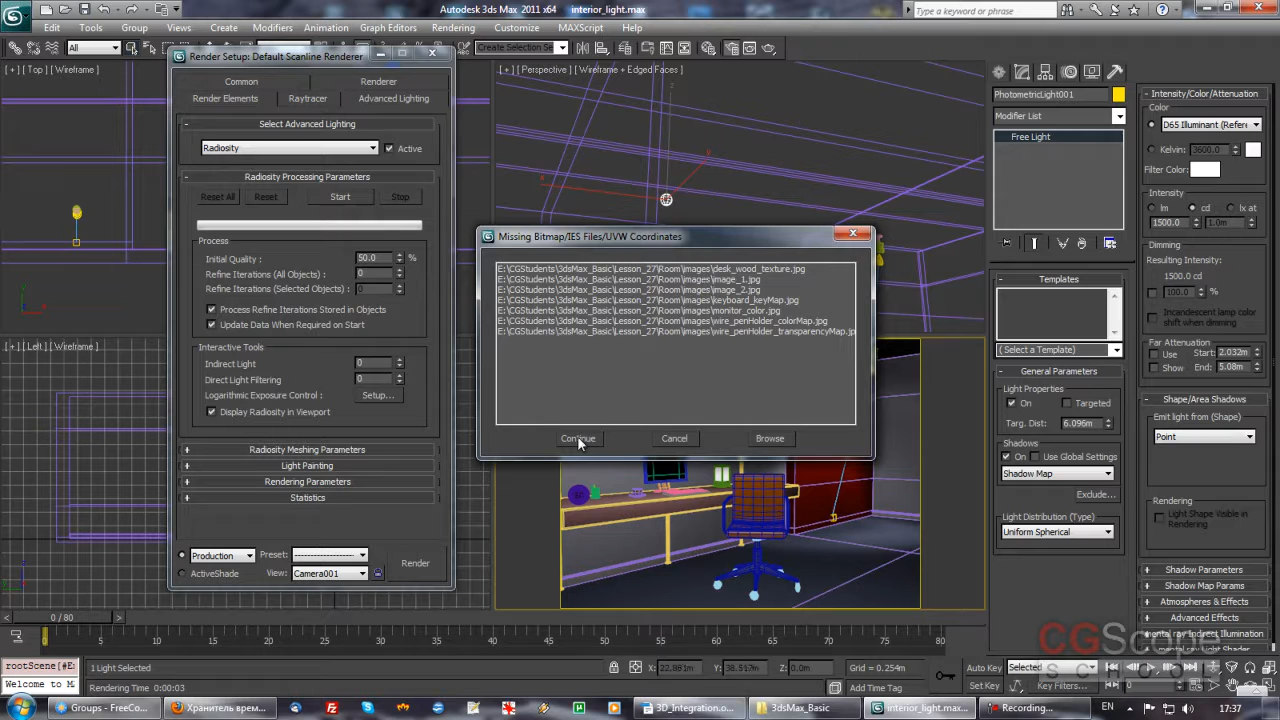 Autodesk 3ds Max 2011 x64 interior_light.max
Type a keyword or phrase
Edit Tools Group Views Create Modifiers Animation Graph Editors Rendering Customize MAXScript Help
All Create Selection Se
[ + ] Top | Wireframe ]
[ + ] Perspective | Wireframe + Edged Faces ]
Render Setup: Default Scanline Renderer
Common Renderer
Render Elements Raytracer Advanced Lighting
Select Advanced Lighting
Radiosity Active
Radiosity Processing Parameters
Reset All Reset Start Stop
Process
Initial Quality: 50.0 %
Refine Iterations (All Objects): 0
Refine Iterations (Selected Objects): 0
Process Refine Iterations Stored in Objects
Update Data When Required on Start
Interactive Tools
Indirect Light 0
Direct Light Filtering 0
Logarithmic Exposure Control : Setup...
Display Radiosity in Viewport
Radiosity Meshing Parameters
Light Painting
Rendering Parameters
Statistics
Production Preset: --------------------
ActiveShade View: Camera001
Render
[ + ] Left | Wireframe ]
Missing Bitmap/IES Files/UVW Coordinates
E:\CGStudents\3dsMax_Basic\Lesson_27\Room\images\desk_wood_texture.jpg
E:\CGStudents\3dsMax_Basic\Lesson_27\Room\images\image_1.jpg
E:\CGStudents\3dsMax_Basic\Lesson_27\Room\images\image_2.jpg
E:\CGStudents\3dsMax_Basic\Lesson_27\Room\images\keyboard_keyMap.jpg
E:\CGStudents\3dsMax_Basic\Lesson_27\Room\images\monitor_color.jpg
E:\CGStudents\3dsMax_Basic\Lesson_27\Room\images\wire_penHolder_colorMap.jpg
E:\CGStudents\3dsMax_Basic\Lesson_27\Room\images\wire_penHolder_transparencyMap.jp
Continue Cancel Browse
PhotometricLight001
Modifier List
Free Light
Templates
( Select a Template)
General Parameters
Light Properties
On Targeted
Targ. Dist: 6.096m
Shadows
On Use Global Settings
Shadow Map
Exclude...
Light Distribution (Type)
Uniform Spherical
Intensity/Color/Attenuation
Color
D65 Illuminant (Refere
Kelvin: 3600.0
Filter Color:
Intensity
lm cd lx at
1500.0 1.0m
Dimming
Resulting Intensity:
1500.0 cd
100.0 %
Incandescent lamp color
shift when dimming
Far Attenuation
Use Start: 2.032m
Show End: 5.08m
Shape/Area Shadows
Emit light from (Shape)
Point
Rendering
Light Shape Visible in
Rendering
Shadow Parameters
Shadow Map Params
Atmospheres & Effects
Advanced Effects
mental ray Indirect Illumination
mental ray Light Shader
0 / 80
0 5 10 15 20 25 30 35 40 45 50 55 60 65 70 75 80
rootScene[#E:
Welcome to M
1 Light Selected
Rendering Time: 0:00:03
X: 22.881m Y: 38.517m Z: 0.0m
Grid = 0.254m
Add Time Tag
Auto Key Selected
Set Key Key Filters...
0
CGScope
SCHOOL
Groups - FreeCo...
Хранитель врем...
3D_Integration.o...
3dsMax_Basic
interior_light.max...
Recording...
EN
17:37